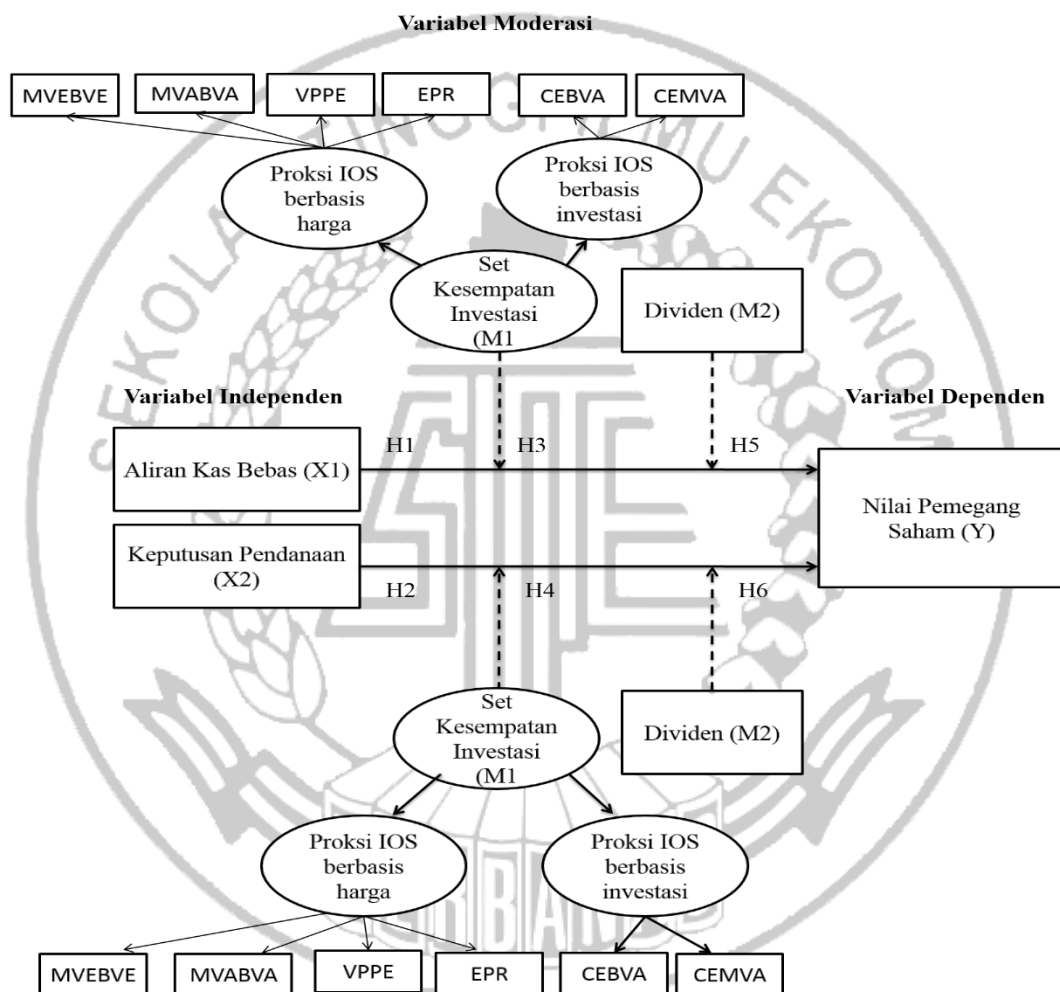 Variabel Moderasi
MVEBVE
MVABVA
VPPE
EPR
CEBVA
CEMVA
Proksi IOS
berbasis
harga
Proksi IOS
berbasis
investasi
Set
Kesempatan
Investasi
(M1
Dividen (M2)
Variabel Independen
Variabel Dependen
Aliran Kas Bebas (X1)
H1
H3
H5
Nilai Pemegang
Saham (Y)
Keputusan Pendanaan
(X2)
H2
H4
H6
Set
Kesempatan
Investasi
(M1
Dividen (M2)
Proksi IOS
berbasis
harga
Proksi IOS
berbasis
investasi
MVEBVE
MVABVA
VPPE
EPR
CEBVA
CEMVA